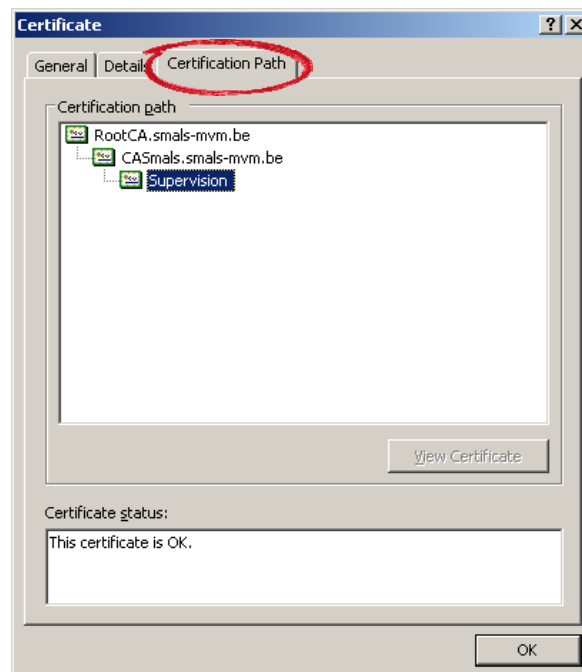 Certificate
General Details Certification Path
Certification path
RootCA.smals-mvm.be
CASmals.smals-mvm.be
Supervision
View Certificate
Certificate status:
This certificate is OK.
OK